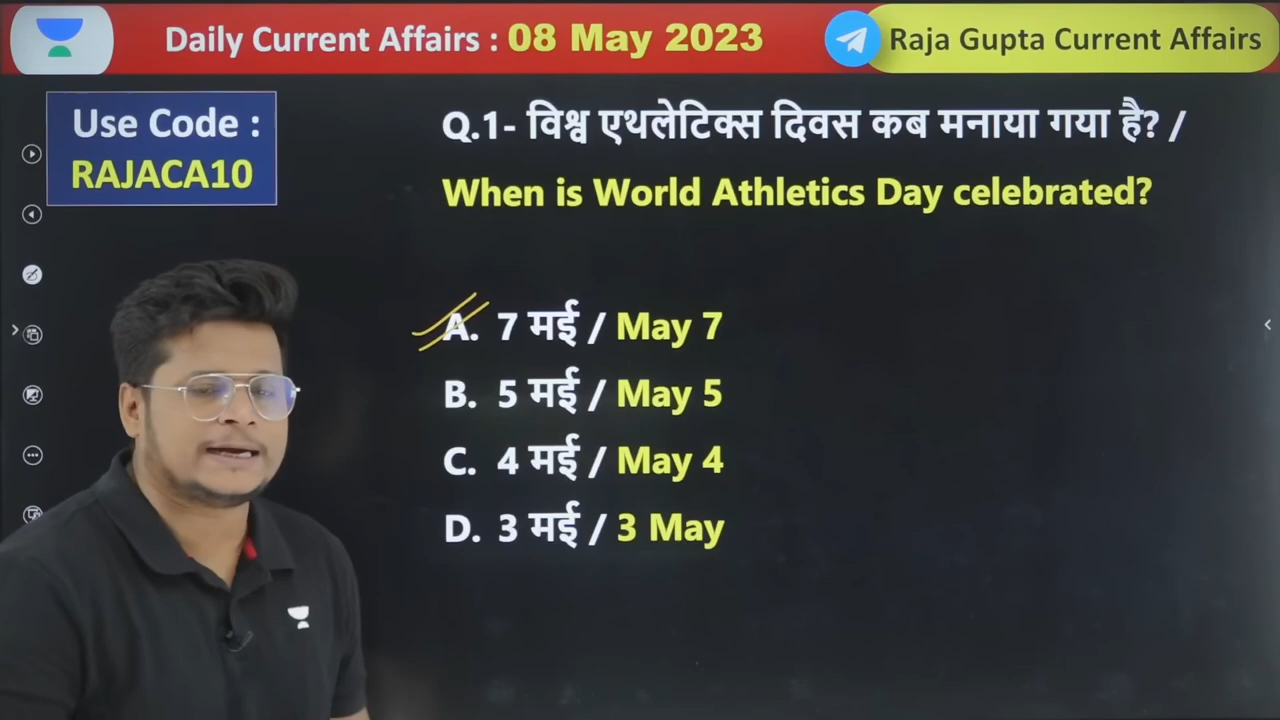 Daily Current Affairs : 08 May 2023
Raja Gupta Current Affairs
Use Code :
RAJACA10
Q.1- विश्व एथलेटिक्स दिवस कब मनाया गया है? /
When is World Athletics Day celebrated?
A. 7 मई / May 7
B. 5 मई / May 5
C. 4 मई / May 4
D. 3 मई / 3 May